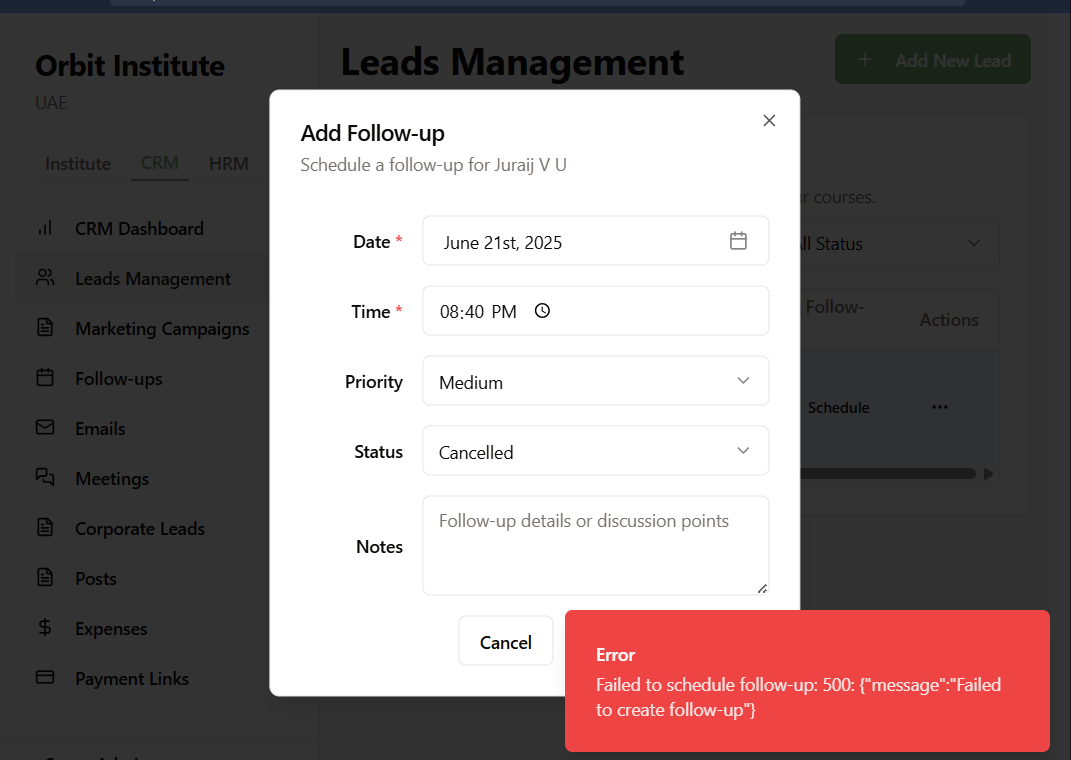 Orbit Institute
UAE
Institute CRM HRM
CRM Dashboard
Leads Management
Marketing Campaigns
Follow-ups
Emails
Meetings
Corporate Leads
Posts
Expenses
Payment Links
Leads Management
+ Add New Lead
courses.
Status
Follow-
Actions
Schedule
Add Follow-up
Schedule a follow-up for Juraij V U
Date *
June 21st, 2025
Time *
08:40 PM
Priority
Medium
Status
Cancelled
Notes
Follow-up details or discussion points
Cancel
Error
Failed to schedule follow-up: 500: {"message":"Failed
to create follow-up"}